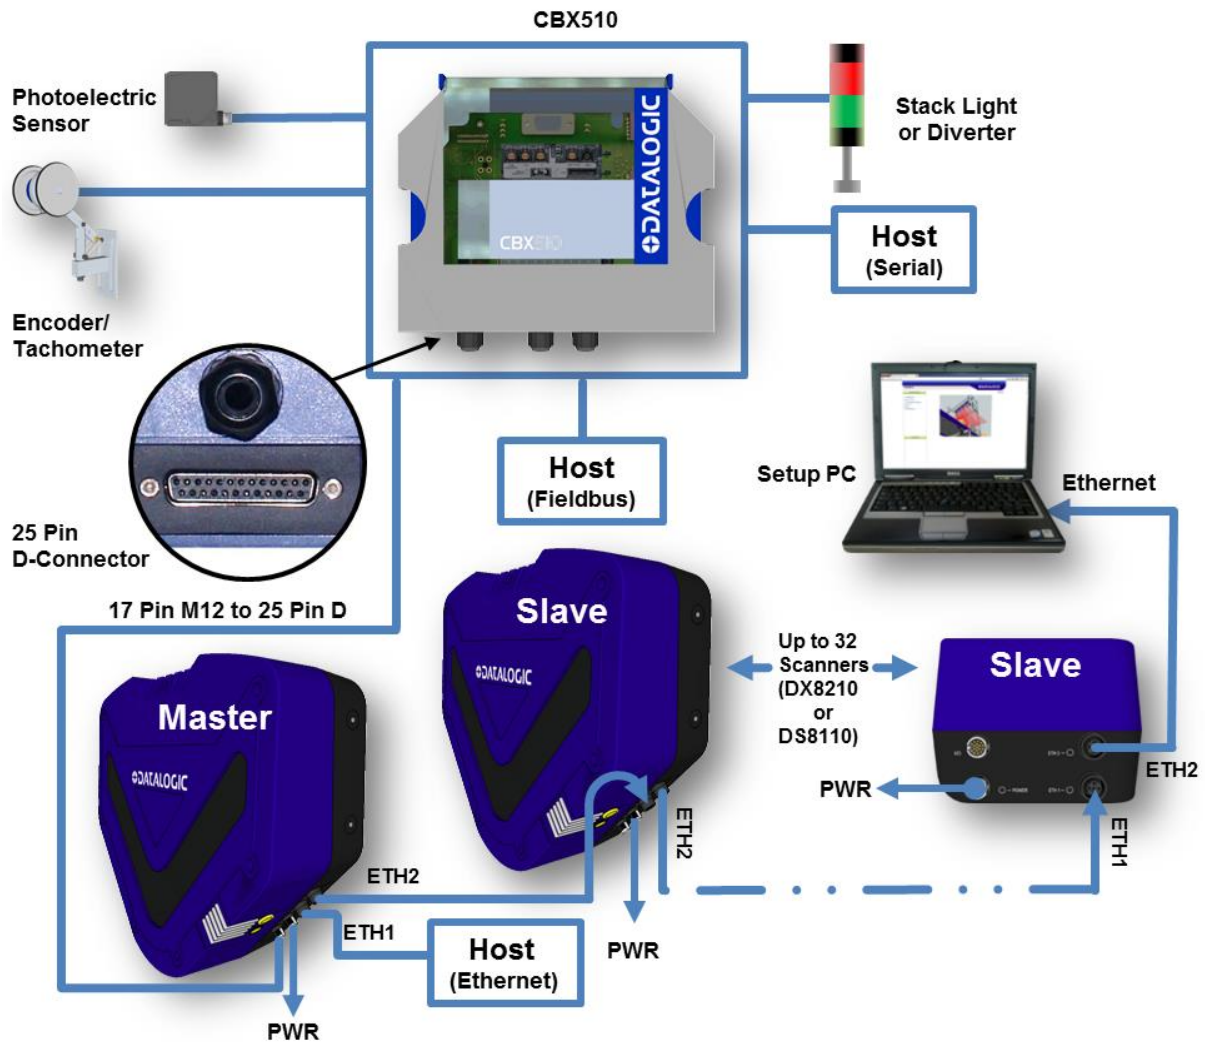 CBX510
Photoelectric
Sensor
Stack Light
or Diverter
DATALOGIC
CBX510
Host
(Serial)
Encoder/
Tachometer
Host
(Fieldbus)
Setup PC
Ethernet
25 Pin
D-Connector
17 Pin M12 to 25 Pin D
Slave
DATALOGIC
Up to 32
Scanners
(DX8210
or
DS8110)
Slave
Master
DATALOGIC
ETH2
PWR
POWER
ETH2
ETH1
ETH2
ETH1
Host
(Ethernet)
PWR
PWR